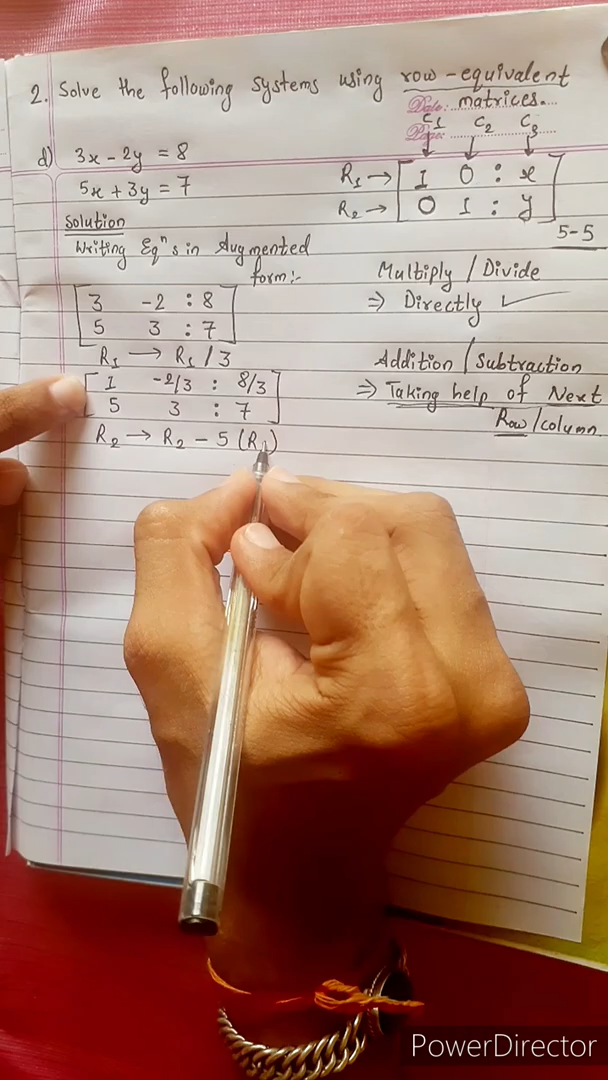 2. Solve the following systems using row-equivalent
matrices.
Date:
Page:
C1 C2 C3
d) 3x - 2y = 8
5x + 3y = 7
R1 → [ 1 0 : x ]
R2 → [ 0 1 : y ]
5-5
Solution
Writing Eqⁿs in Augmented
form:-
[ 3 -2 : 8 ]
[ 5 3 : 7 ]
R1 → R1 / 3
[ 1 -2/3 : 8/3 ]
[ 5 3 : 7 ]
R2 → R2 - 5 (R1)
Multiply / Divide
⇒ Directly ✓
Addition / Subtraction
⇒ Taking help of Next
Row/column
PowerDirector